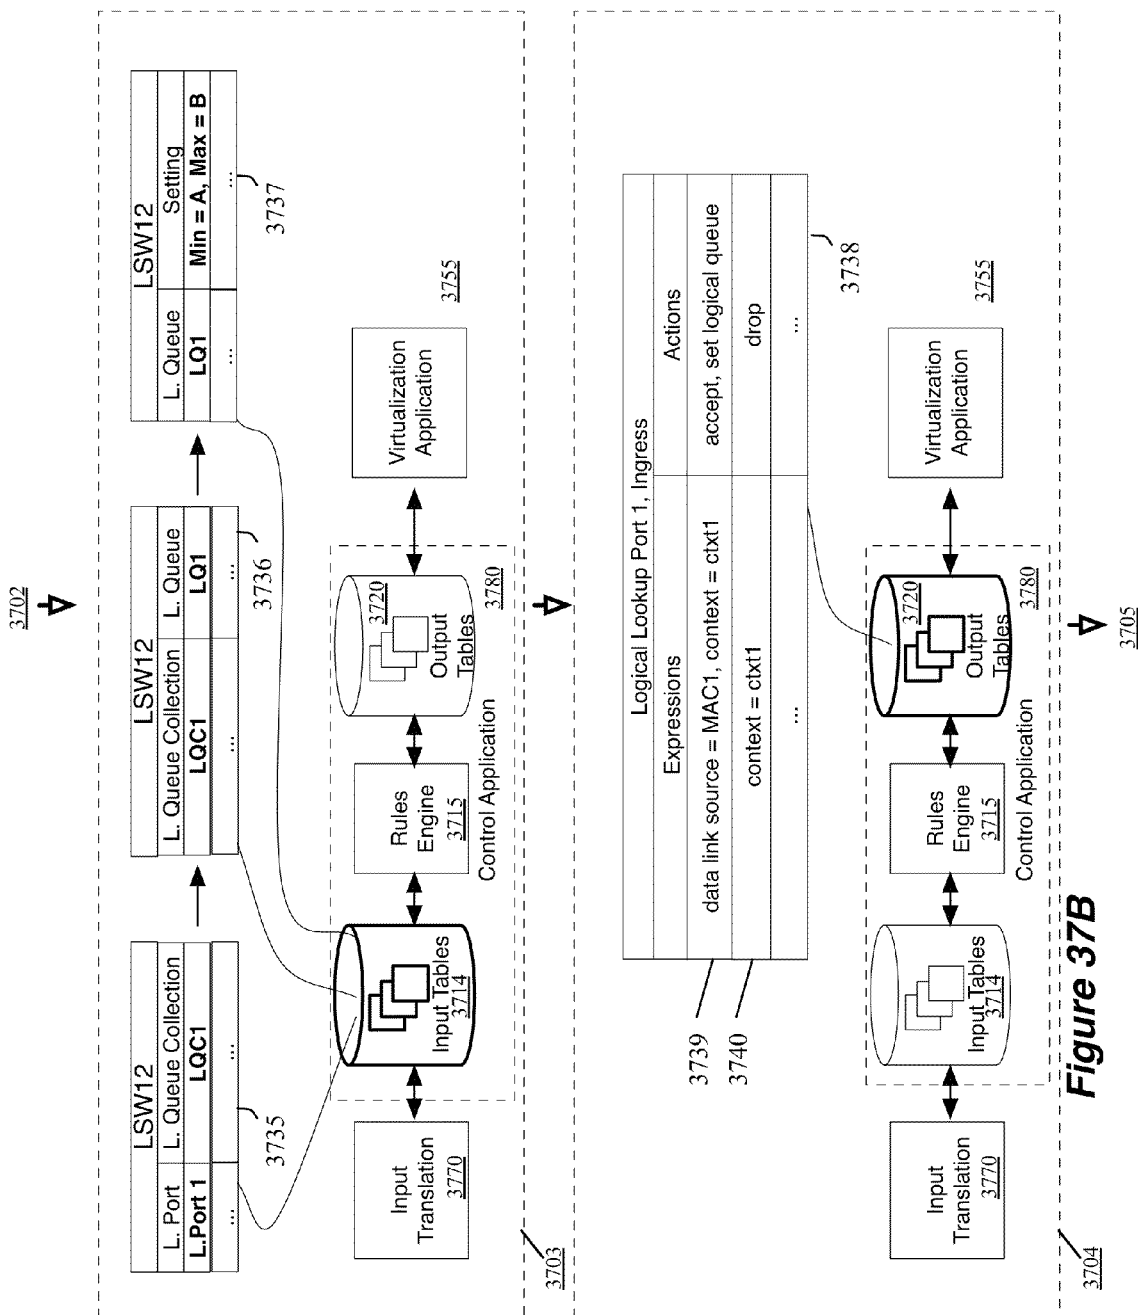 3702
LSW12
L. Port
L. Queue Collection
L.Port 1
LQC1
...
...
3735
LSW12
L. Queue Collection
L. Queue
LQC1
LQ1
...
...
3736
LSW12
L. Queue
Setting
LQ1
Min = A, Max = B
...
...
3737
Input
Translation
3770
Input Tables
3714
Rules
Engine
3715
3720
Output
Tables
3780
Control Application
Virtualization
Application
3755
3703
Logical Lookup Port 1, Ingress
Expressions
Actions
data link source = MAC1, context = ctxt1
accept, set logical queue
context = ctxt1
drop
...
...
3739
3740
3738
Input
Translation
3770
Input Tables
3714
Rules
Engine
3715
3720
Output
Tables
3780
Control Application
Virtualization
Application
3755
3704
3705
Figure 37B